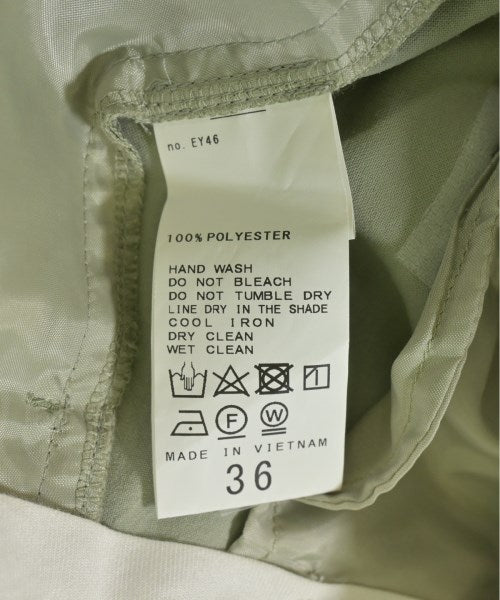 no. EY46
100% POLYESTER
HAND WASH
DO NOT BLEACH
DO NOT TUMBLE DRY
LINE DRY IN THE SHADE
COOL IRON
DRY CLEAN
WET CLEAN
F W
MADE IN VIETNAM
36